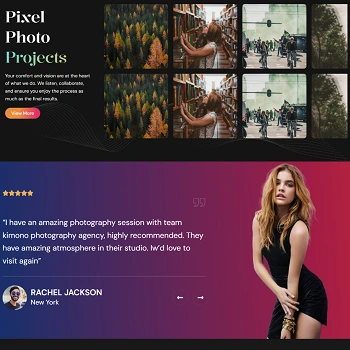 Pixel
Photo
Projects
Your comfort and vision are at the heart
of what we do. We listen, collaborate,
and ensure you enjoy the process as
much as the final results.
View More
"I have an amazing photography session with team
kimono photography agency, highly recommended. They
have amazing atmosphere in their studio. Iw'd love to
visit again"
RACHEL JACKSON
New York